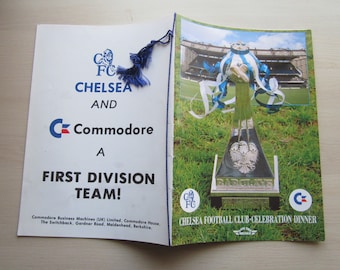 CFC
CHELSEA
AND
Commodore
A
FIRST DIVISION
TEAM!
Commodore Business Machines (UK) Limited, Commodore House
The Switchback, Gardner Road, Maidenhead, Berkshire.
CFC
CHELSEA FOOTBALL CLUB-CELEBRATION DINNER